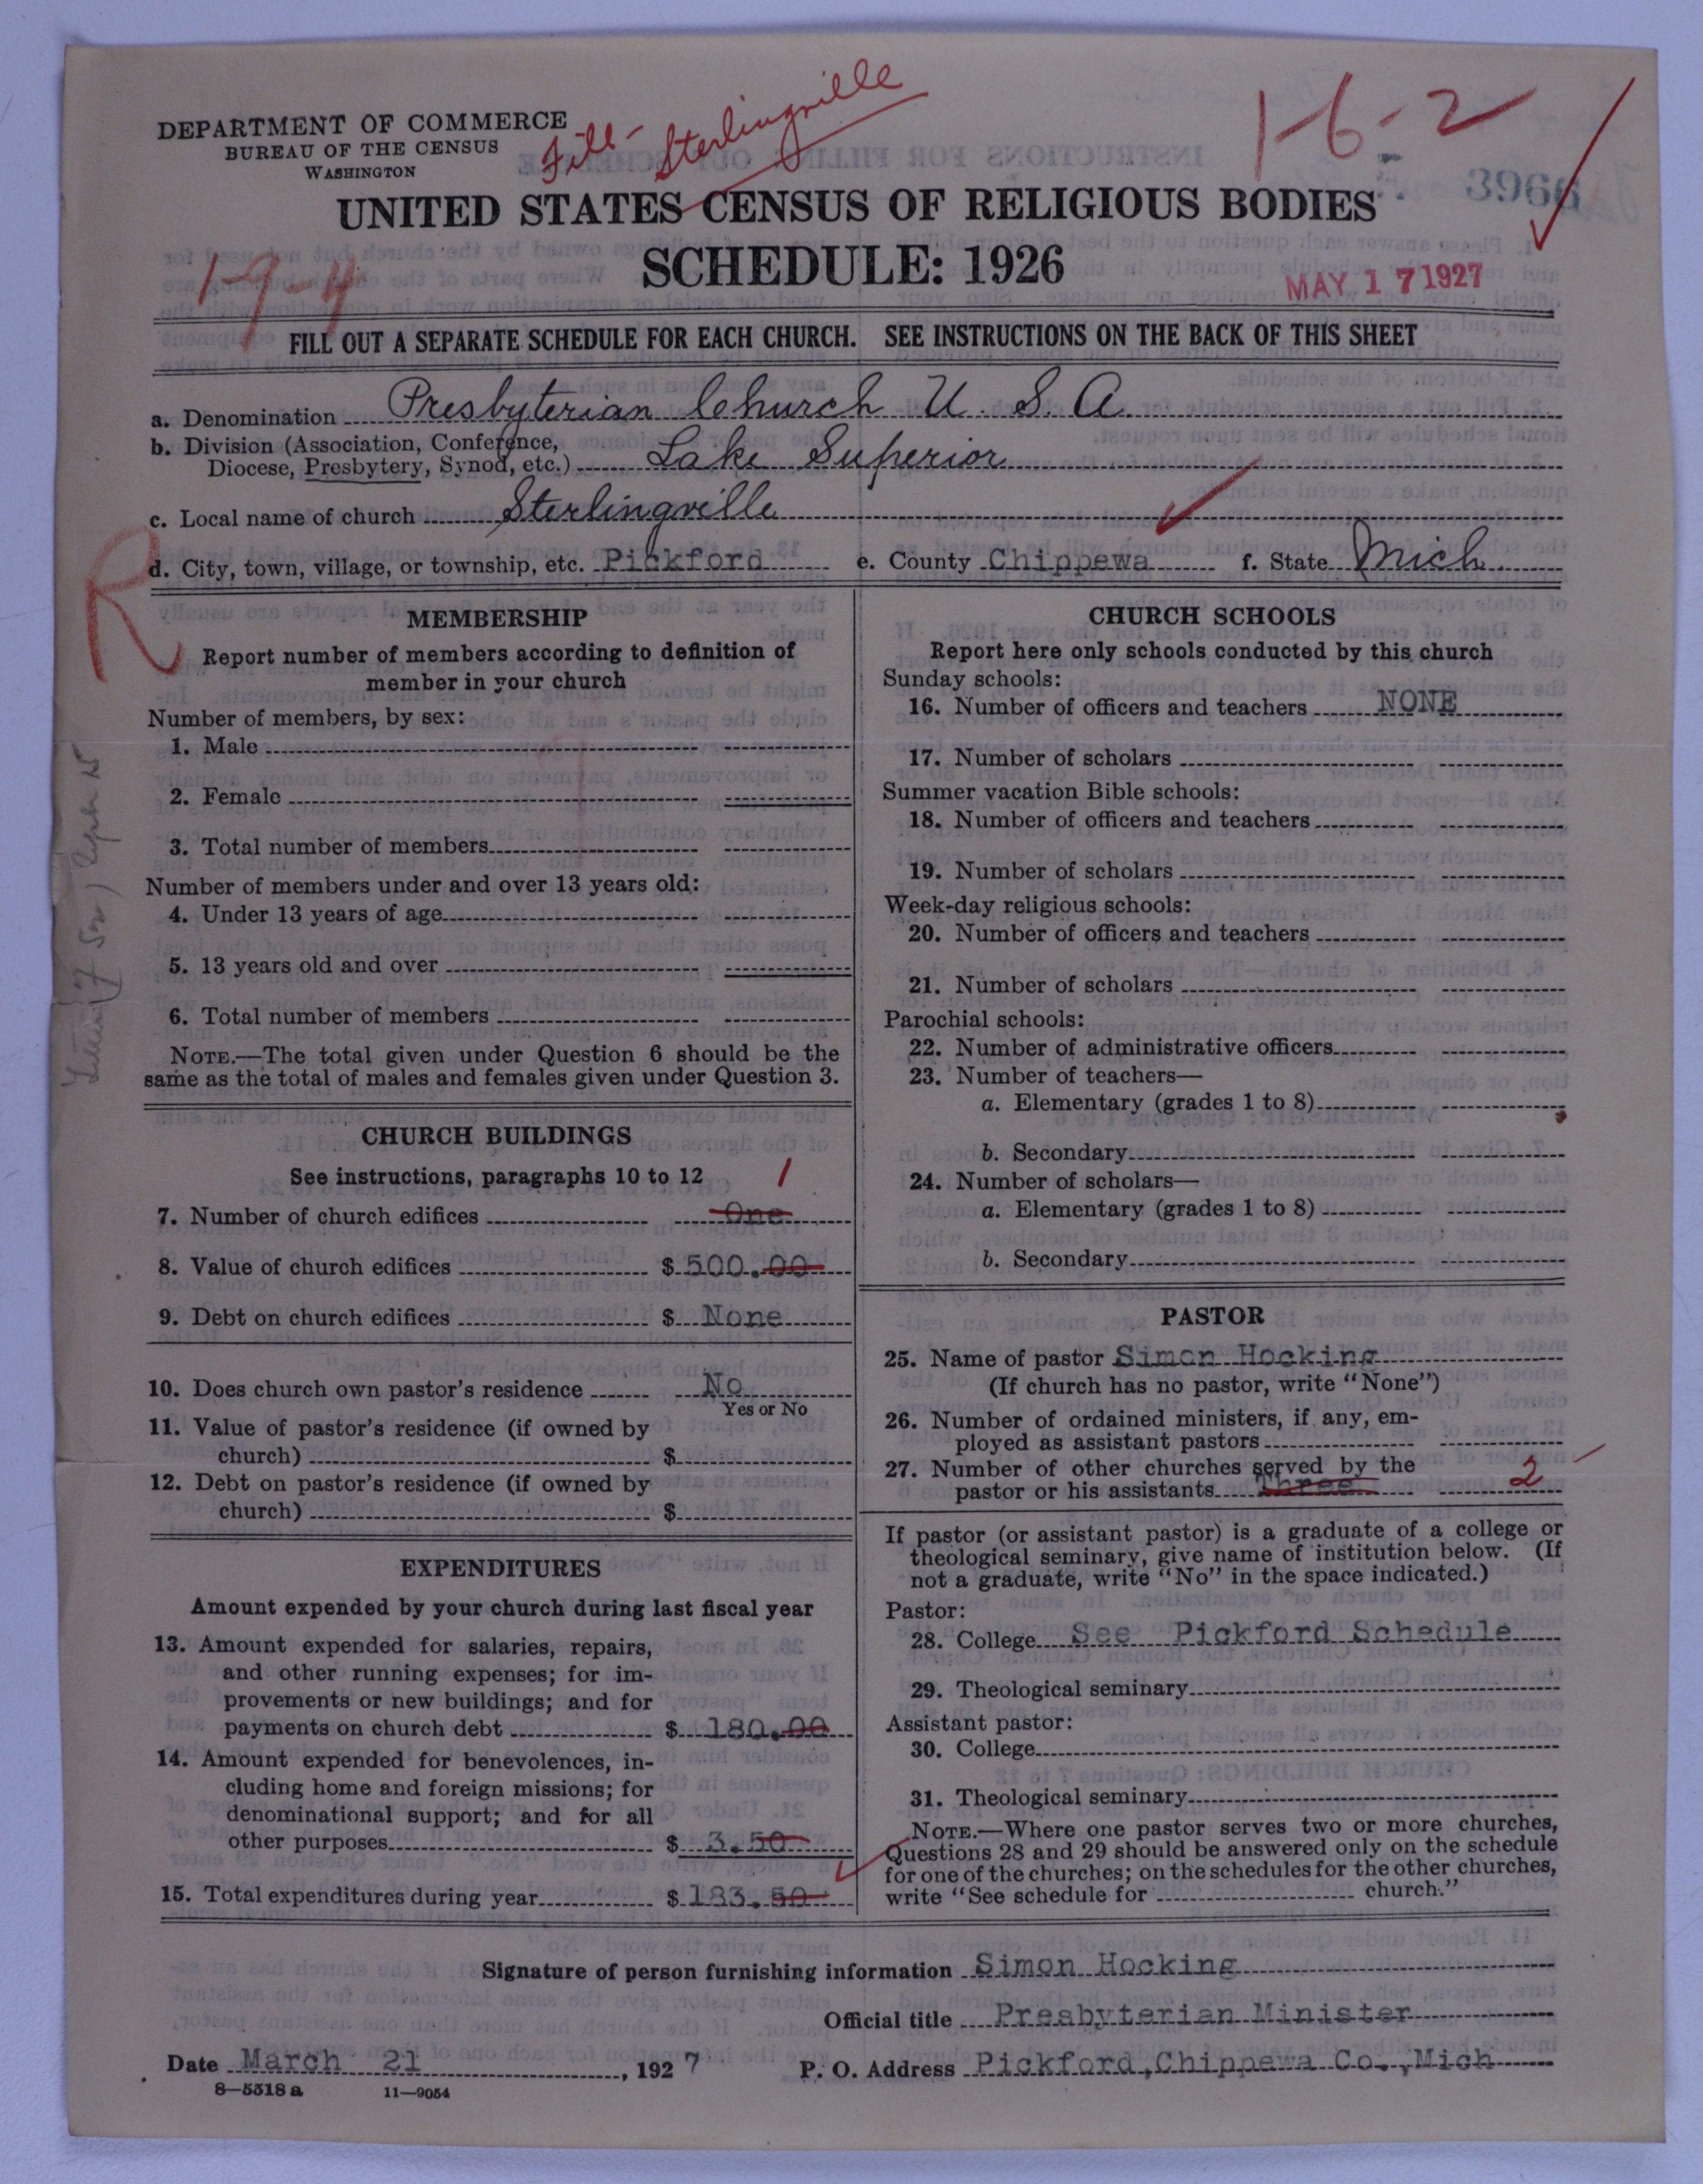 DEPARTMENT OF COMMERCE
BUREAU OF THE CENSUS
WASHINGTON
Sterlingville
1-6-2
3966
UNITED STATES CENSUS OF RELIGIOUS BODIES
SCHEDULE: 1926
1-9-4
MAY 17 1927
FILL OUT A SEPARATE SCHEDULE FOR EACH CHURCH. SEE INSTRUCTIONS ON THE BACK OF THIS SHEET
a. Denomination Presbyterian Church U. S. A.
b. Division (Association, Conference,
Diocese, Presbytery, Synod, etc.) Lake Superior
c. Local name of church Sterlingville
d. City, town, village, or township, etc. Pickford e. County Chippewa f. State Mich.
R
MEMBERSHIP
Report number of members according to definition of
member in your church
Number of members, by sex:
1. Male
2. Female
3. Total number of members
Number of members under and over 13 years old:
4. Under 13 years of age
5. 13 years old and over
6. Total number of members
NOTE.—The total given under Question 6 should be the
same as the total of males and females given under Question 3.
CHURCH BUILDINGS
See instructions, paragraphs 10 to 12
1
7. Number of church edifices One
8. Value of church edifices $ 500.00
9. Debt on church edifices $ None
10. Does church own pastor's residence No
Yes or No
11. Value of pastor's residence (if owned by
church) $
12. Debt on pastor's residence (if owned by
church) $
EXPENDITURES
Amount expended by your church during last fiscal year
13. Amount expended for salaries, repairs,
and other running expenses; for im-
provements or new buildings; and for
payments on church debt $ 180.00
14. Amount expended for benevolences, in-
cluding home and foreign missions; for
denominational support; and for all
other purposes $ 3.50
15. Total expenditures during year $ 183.50
CHURCH SCHOOLS
Report here only schools conducted by this church
Sunday schools:
16. Number of officers and teachers NONE
17. Number of scholars
Summer vacation Bible schools:
18. Number of officers and teachers
19. Number of scholars
Week-day religious schools:
20. Number of officers and teachers
21. Number of scholars
Parochial schools:
22. Number of administrative officers
23. Number of teachers—
a. Elementary (grades 1 to 8)
b. Secondary
24. Number of scholars—
a. Elementary (grades 1 to 8)
b. Secondary
PASTOR
25. Name of pastor Simon Hocking
(If church has no pastor, write "None")
26. Number of ordained ministers, if any, em-
ployed as assistant pastors
27. Number of other churches served by the
pastor or his assistants Three 2
If pastor (or assistant pastor) is a graduate of a college or
theological seminary, give name of institution below. (If
not a graduate, write "No" in the space indicated.)
Pastor:
28. College See Pickford Schedule
29. Theological seminary
Assistant pastor:
30. College
31. Theological seminary
NOTE.—Where one pastor serves two or more churches,
Questions 28 and 29 should be answered only on the schedule
for one of the churches; on the schedules for the other churches,
write "See schedule for church."
Signature of person furnishing information Simon Hocking
Official title Presbyterian Minister
Date March 21, 1927 P. O. Address Pickford, Chippewa Co., Mich
8—5518 a 11—9054